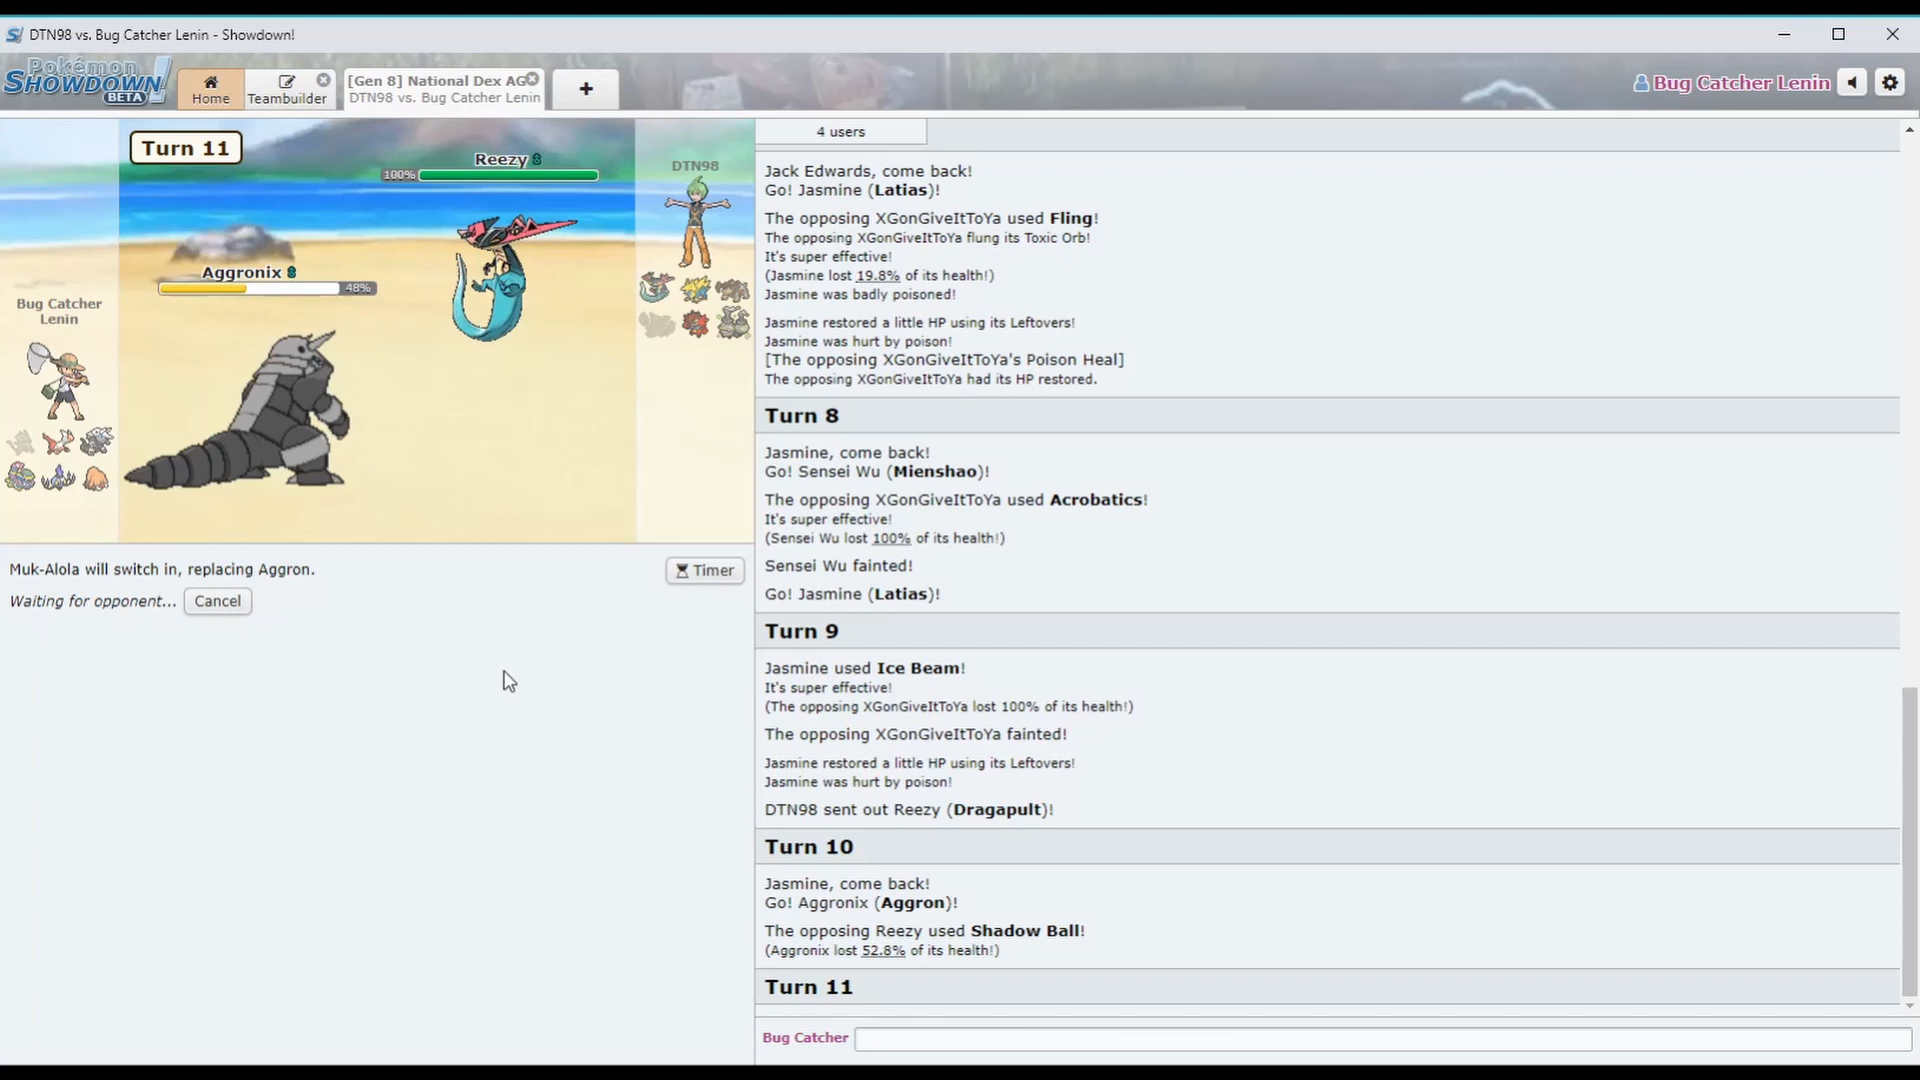 DTN98 vs. Bug Catcher Lenin - Showdown!
Pokémon
SHOWDOWN!
BETA
Home
Teambuilder
[Gen 8] National Dex AG
DTN98 vs. Bug Catcher Lenin
+
Bug Catcher Lenin
Turn 11
Reezy
100%
DTN98
Aggronix
48%
Bug Catcher
Lenin
Muk-Alola will switch in, replacing Aggron.
Timer
Waiting for opponent...
Cancel
4 users
Jack Edwards, come back!
Go! Jasmine (Latias)!
The opposing XGonGiveItToYa used Fling!
The opposing XGonGiveItToYa flung its Toxic Orb!
It's super effective!
(Jasmine lost 19.8% of its health!)
Jasmine was badly poisoned!
Jasmine restored a little HP using its Leftovers!
Jasmine was hurt by poison!
[The opposing XGonGiveItToYa's Poison Heal]
The opposing XGonGiveItToYa had its HP restored.
Turn 8
Jasmine, come back!
Go! Sensei Wu (Mienshao)!
The opposing XGonGiveItToYa used Acrobatics!
It's super effective!
(Sensei Wu lost 100% of its health!)
Sensei Wu fainted!
Go! Jasmine (Latias)!
Turn 9
Jasmine used Ice Beam!
It's super effective!
(The opposing XGonGiveItToYa lost 100% of its health!)
The opposing XGonGiveItToYa fainted!
Jasmine restored a little HP using its Leftovers!
Jasmine was hurt by poison!
DTN98 sent out Reezy (Dragapult)!
Turn 10
Jasmine, come back!
Go! Aggronix (Aggron)!
The opposing Reezy used Shadow Ball!
(Aggronix lost 52.8% of its health!)
Turn 11
Bug Catcher